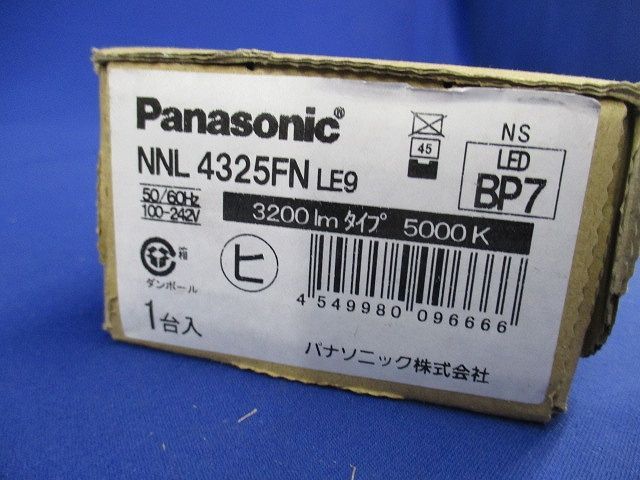 Panasonic®
NNL 4325FN LE9
50/60Hz
100-242V
3200 lm タイプ 5000 K
45
NS
LED
BP7
箱
ダンボール
ヒ
1台入
4 549980 096666
パナソニック株式会社